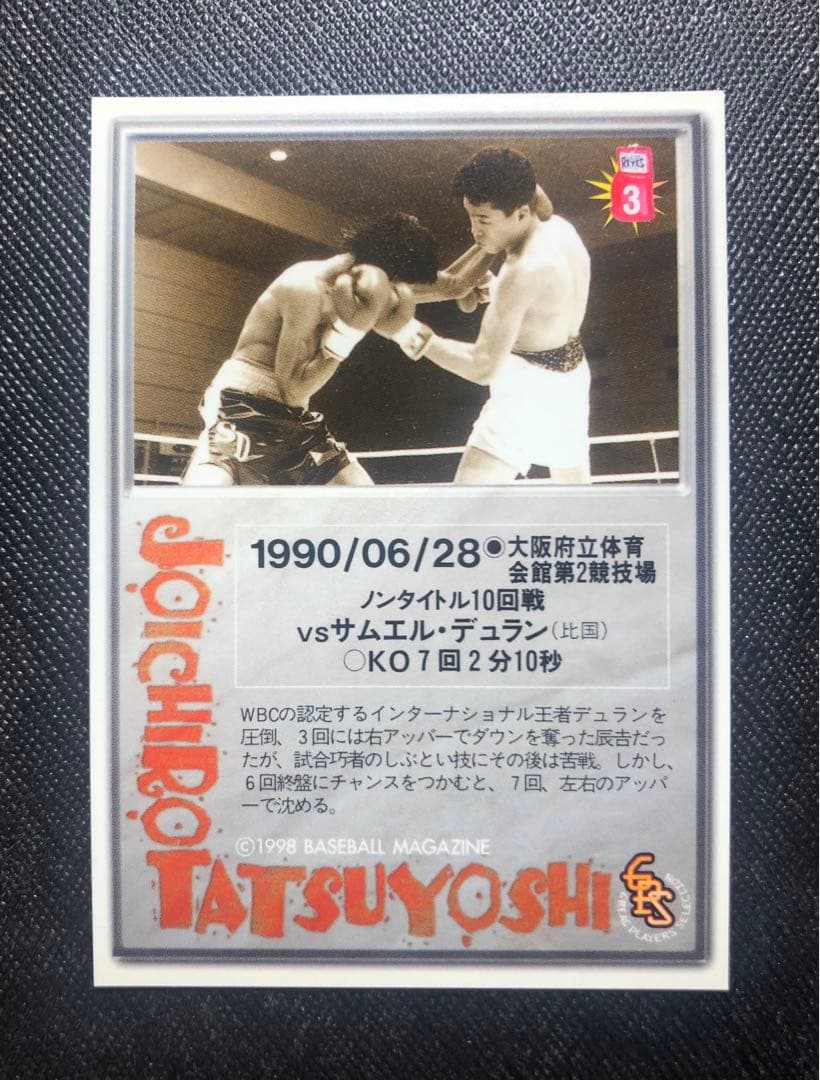 REYES
3
1990/06/28◉大阪府立体育
会館第2競技場
ノンタイトル10回戦
vsサムエル・デュラン(比国)
○KO7回2分10秒
WBCの認定するインターナショナル王者デュランを
圧倒、3回には右アッパーでダウンを奪った辰𠮷だっ
たが、試合巧者のしぶとい技にその後は苦戦。しかし、
6回終盤にチャンスをつかむと、7回、左右のアッパ
ーで沈める。
©1998 BASEBALL MAGAZINE
JOICHIRO
TATSUYOSHI
GRS
GREAT PLAYERS SELECTION